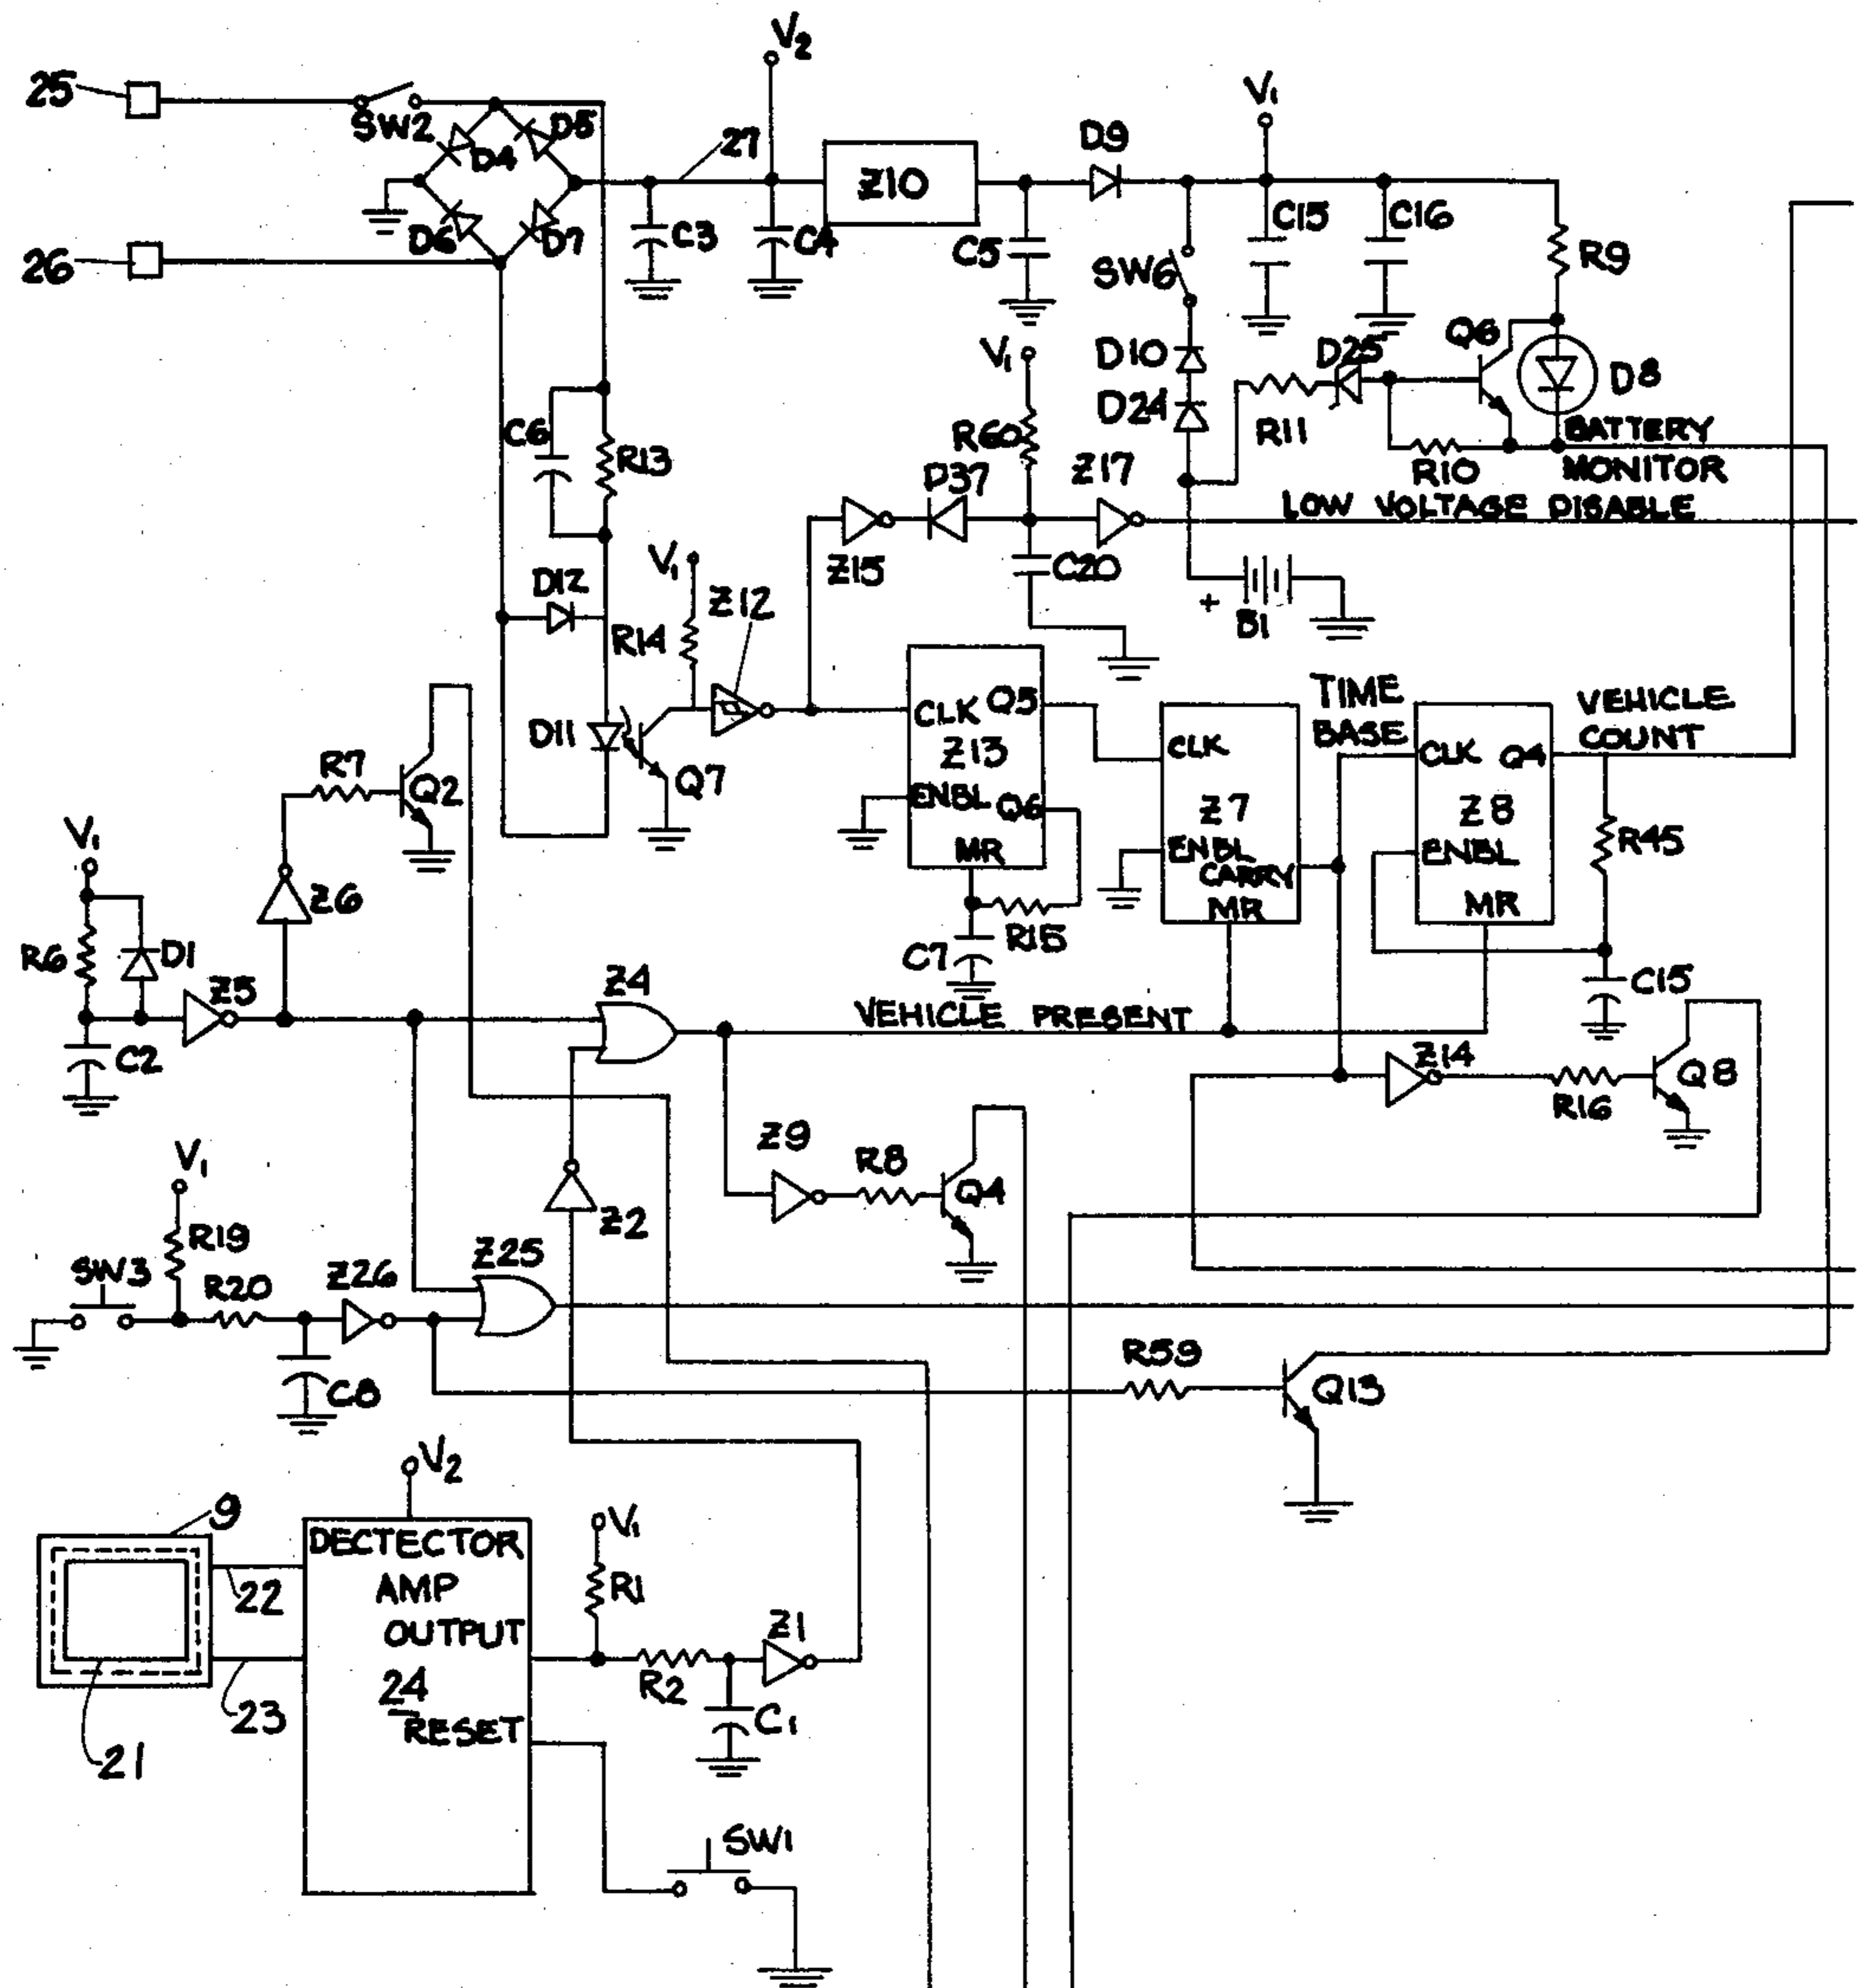 V2
25
SW2
D5
D4
27
Z10
D9
V1
26
D6
D7
C3
C4
C5
SW6
C15
C16
R9
V1
D10
D25
Q6
D8
D24
R11
C6
R13
R60
D37
Z17
R10
BATTERY
MONITOR
LOW VOLTAGE DISABLE
Z15
C20
V1
D12
Z12
R14
+
B1
CLK Q5
Z13
ENBL Q6
MR
D11
Q7
TIME
BASE
VEHICLE
COUNT
CLK
Z7
ENBL
CARRY
MR
CLK Q4
Z8
ENBL
MR
R45
R7
Q2
V1
Z6
R6
D1
Z5
C7
R15
C15
C2
Z4
VEHICLE PRESENT
Z14
R16
Q8
V1
Z9
R8
Q4
Z2
R19
SW3
R20
Z26
Z25
C8
R59
Q13
V2
9
22
23
21
DECTECTOR
AMP
OUTPUT
24
RESET
V1
R1
R2
Z1
C1
SW1